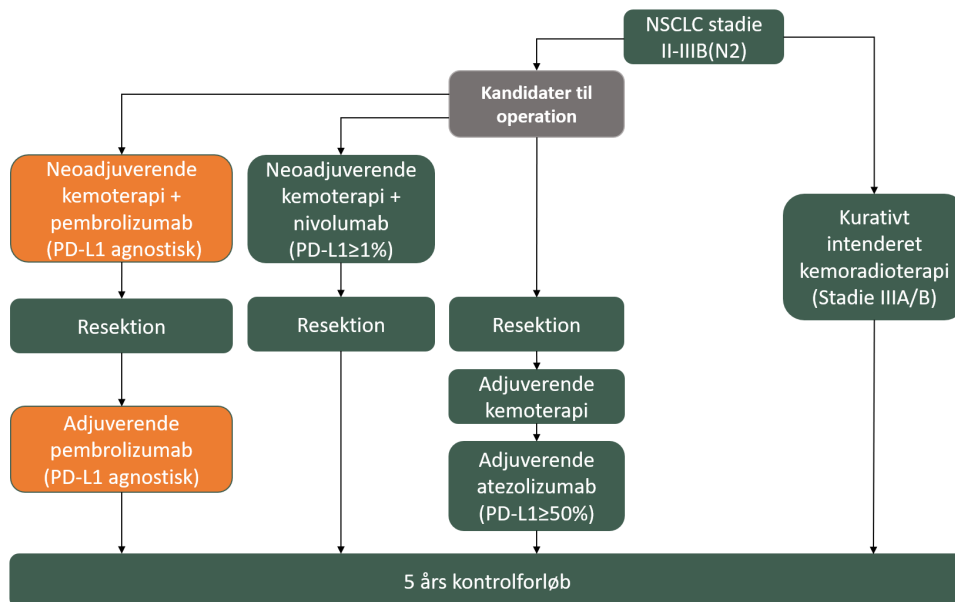 NSCLC stadie
II-IIIB(N2)
Kandidater til
operation
Neoadjuverende
kemoterapi +
pembrolizumab
(PD-L1 agnostisk)
Neoadjuverende
kemoterapi +
nivolumab
(PD-L1≥1%)
Kurativt
intenderet
kemoradioterapi
(Stadie IIIA/B)
Resektion
Resektion
Resektion
Adjuverende
kemoterapi
Adjuverende
pembrolizumab
(PD-L1 agnostisk)
Adjuverende
atezolizumab
(PD-L1≥50%)
5 års kontrolforløb